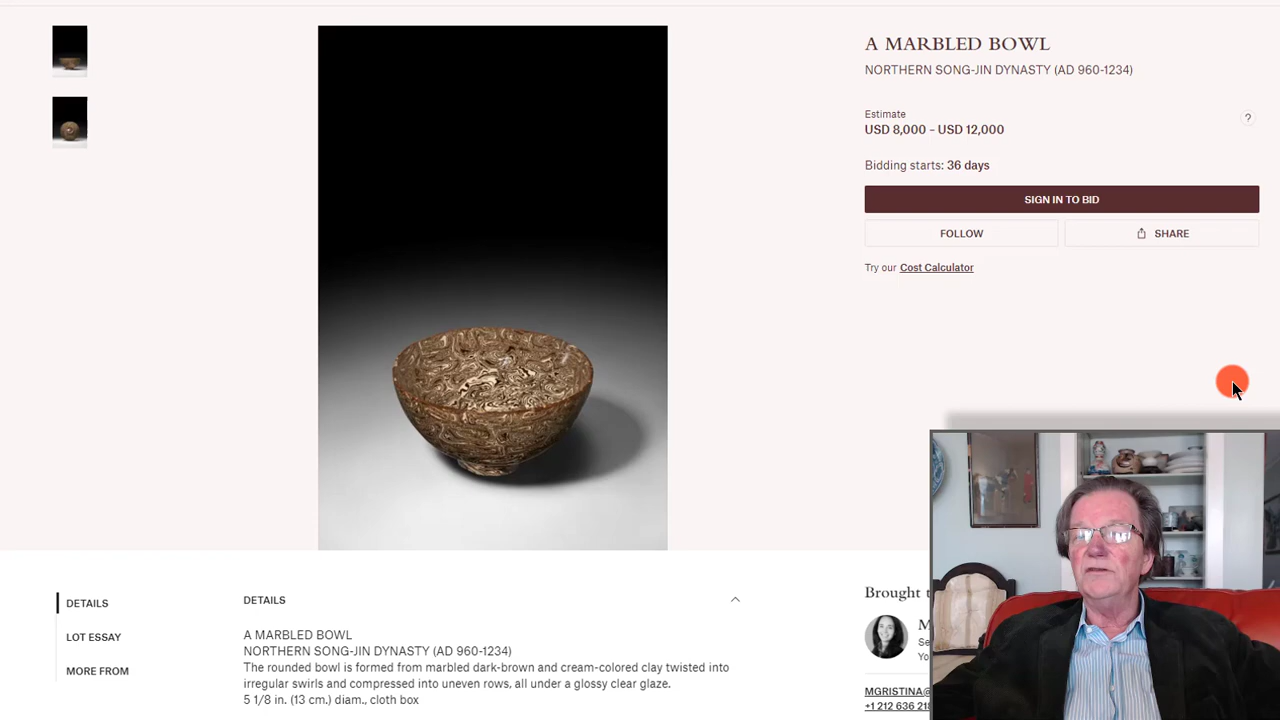 A MARBLED BOWL
NORTHERN SONG-JIN DYNASTY (AD 960-1234)
Estimate
USD 8,000 – USD 12,000
?
Bidding starts: 36 days
SIGN IN TO BID
FOLLOW
SHARE
Try our Cost Calculator
DETAILS
LOT ESSAY
MORE FROM
DETAILS
A MARBLED BOWL
NORTHERN SONG-JIN DYNASTY (AD 960-1234)
The rounded bowl is formed from marbled dark-brown and cream-colored clay twisted into
irregular swirls and compressed into uneven rows, all under a glossy clear glaze.
5 1/8 in. (13 cm.) diam., cloth box
Brought
M
Se
Yo
MGRISTINA@
+1 212 636 218